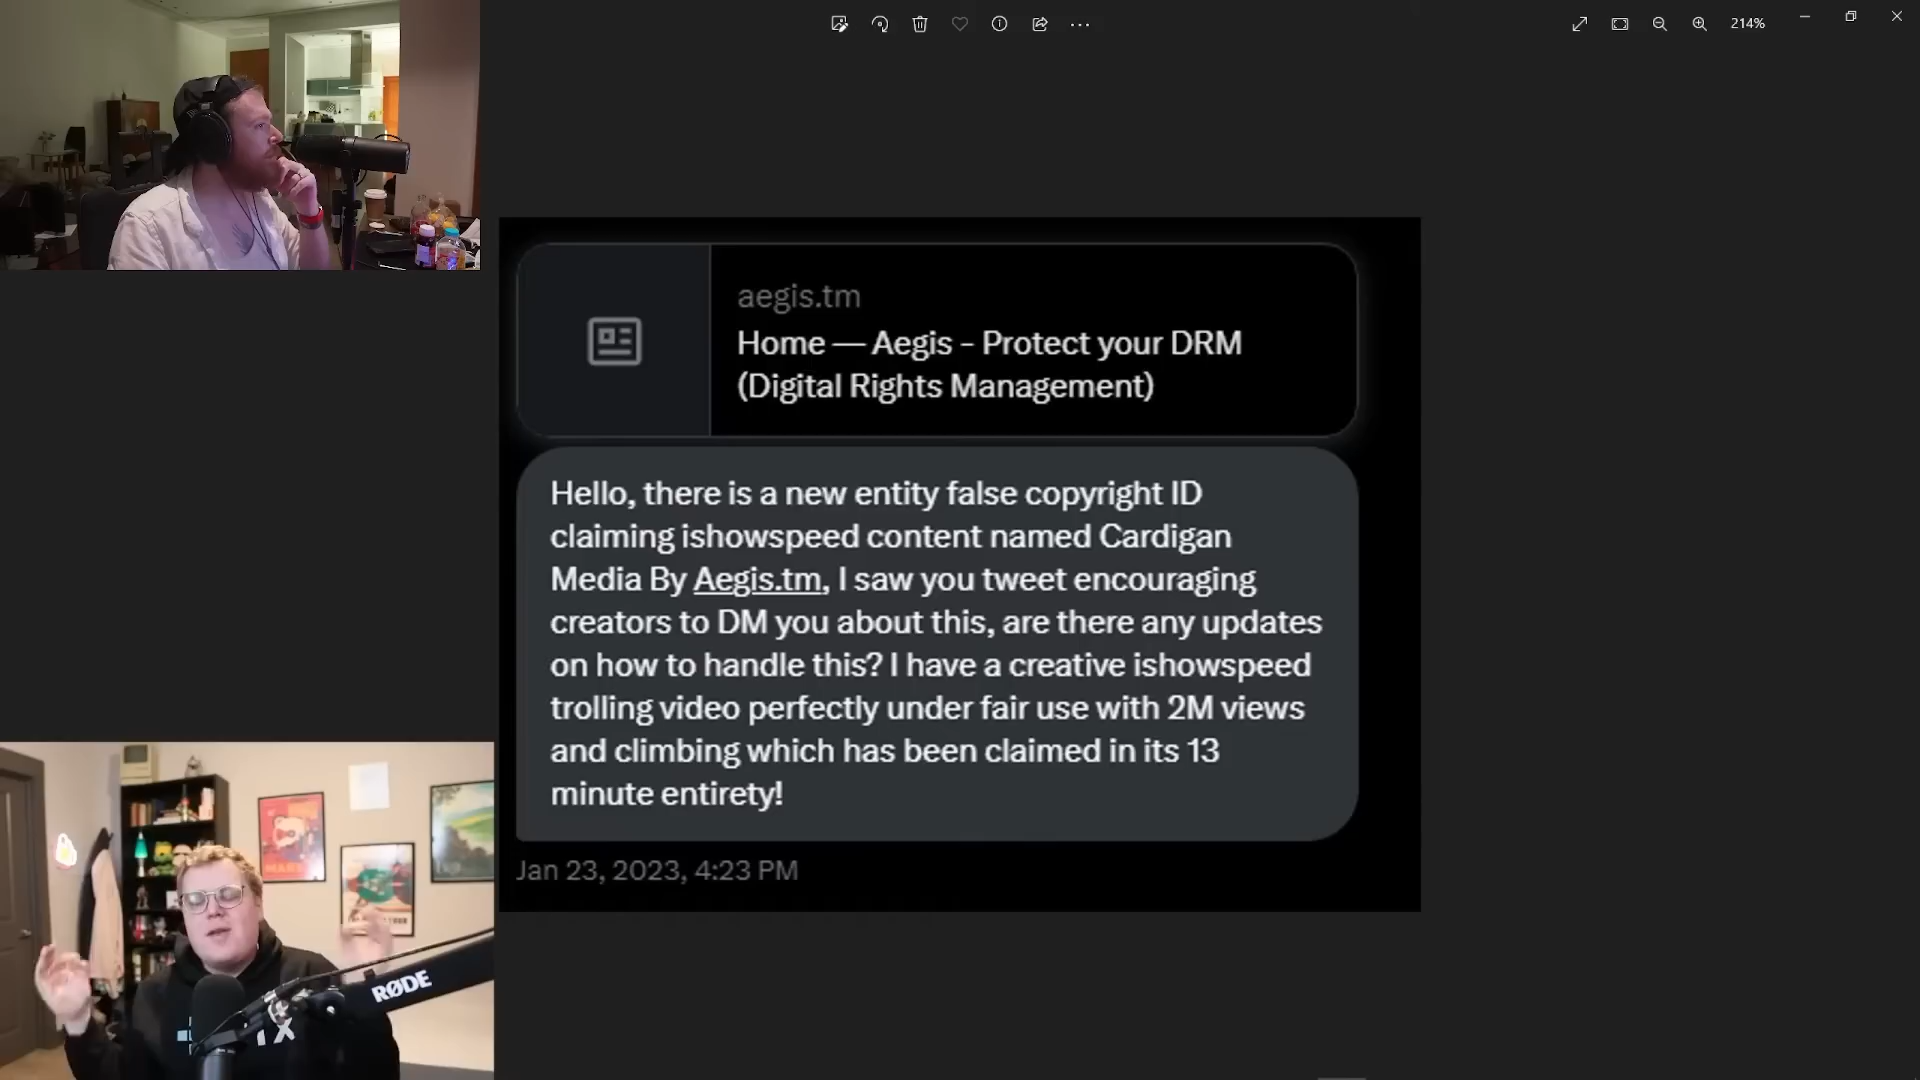 214%
aegis.tm
Home — Aegis - Protect your DRM
(Digital Rights Management)
Hello, there is a new entity false copyright ID
claiming ishowspeed content named Cardigan
Media By Aegis.tm, I saw you tweet encouraging
creators to DM you about this, are there any updates
on how to handle this? I have a creative ishowspeed
trolling video perfectly under fair use with 2M views
and climbing which has been claimed in its 13
minute entirety!
Jan 23, 2023, 4:23 PM
RØDE